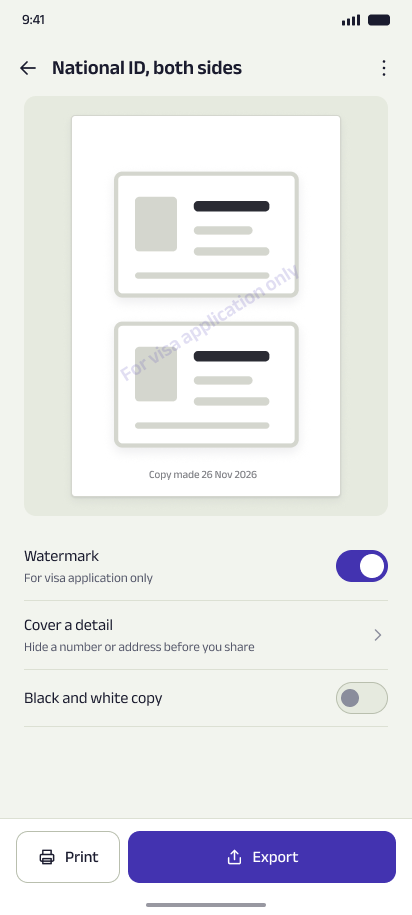 9:41
National ID, both sides
For visa application only
Copy made 26 Nov 2026
Watermark
For visa application only
Cover a detail
Hide a number or address before you share
Black and white copy
Print
Export